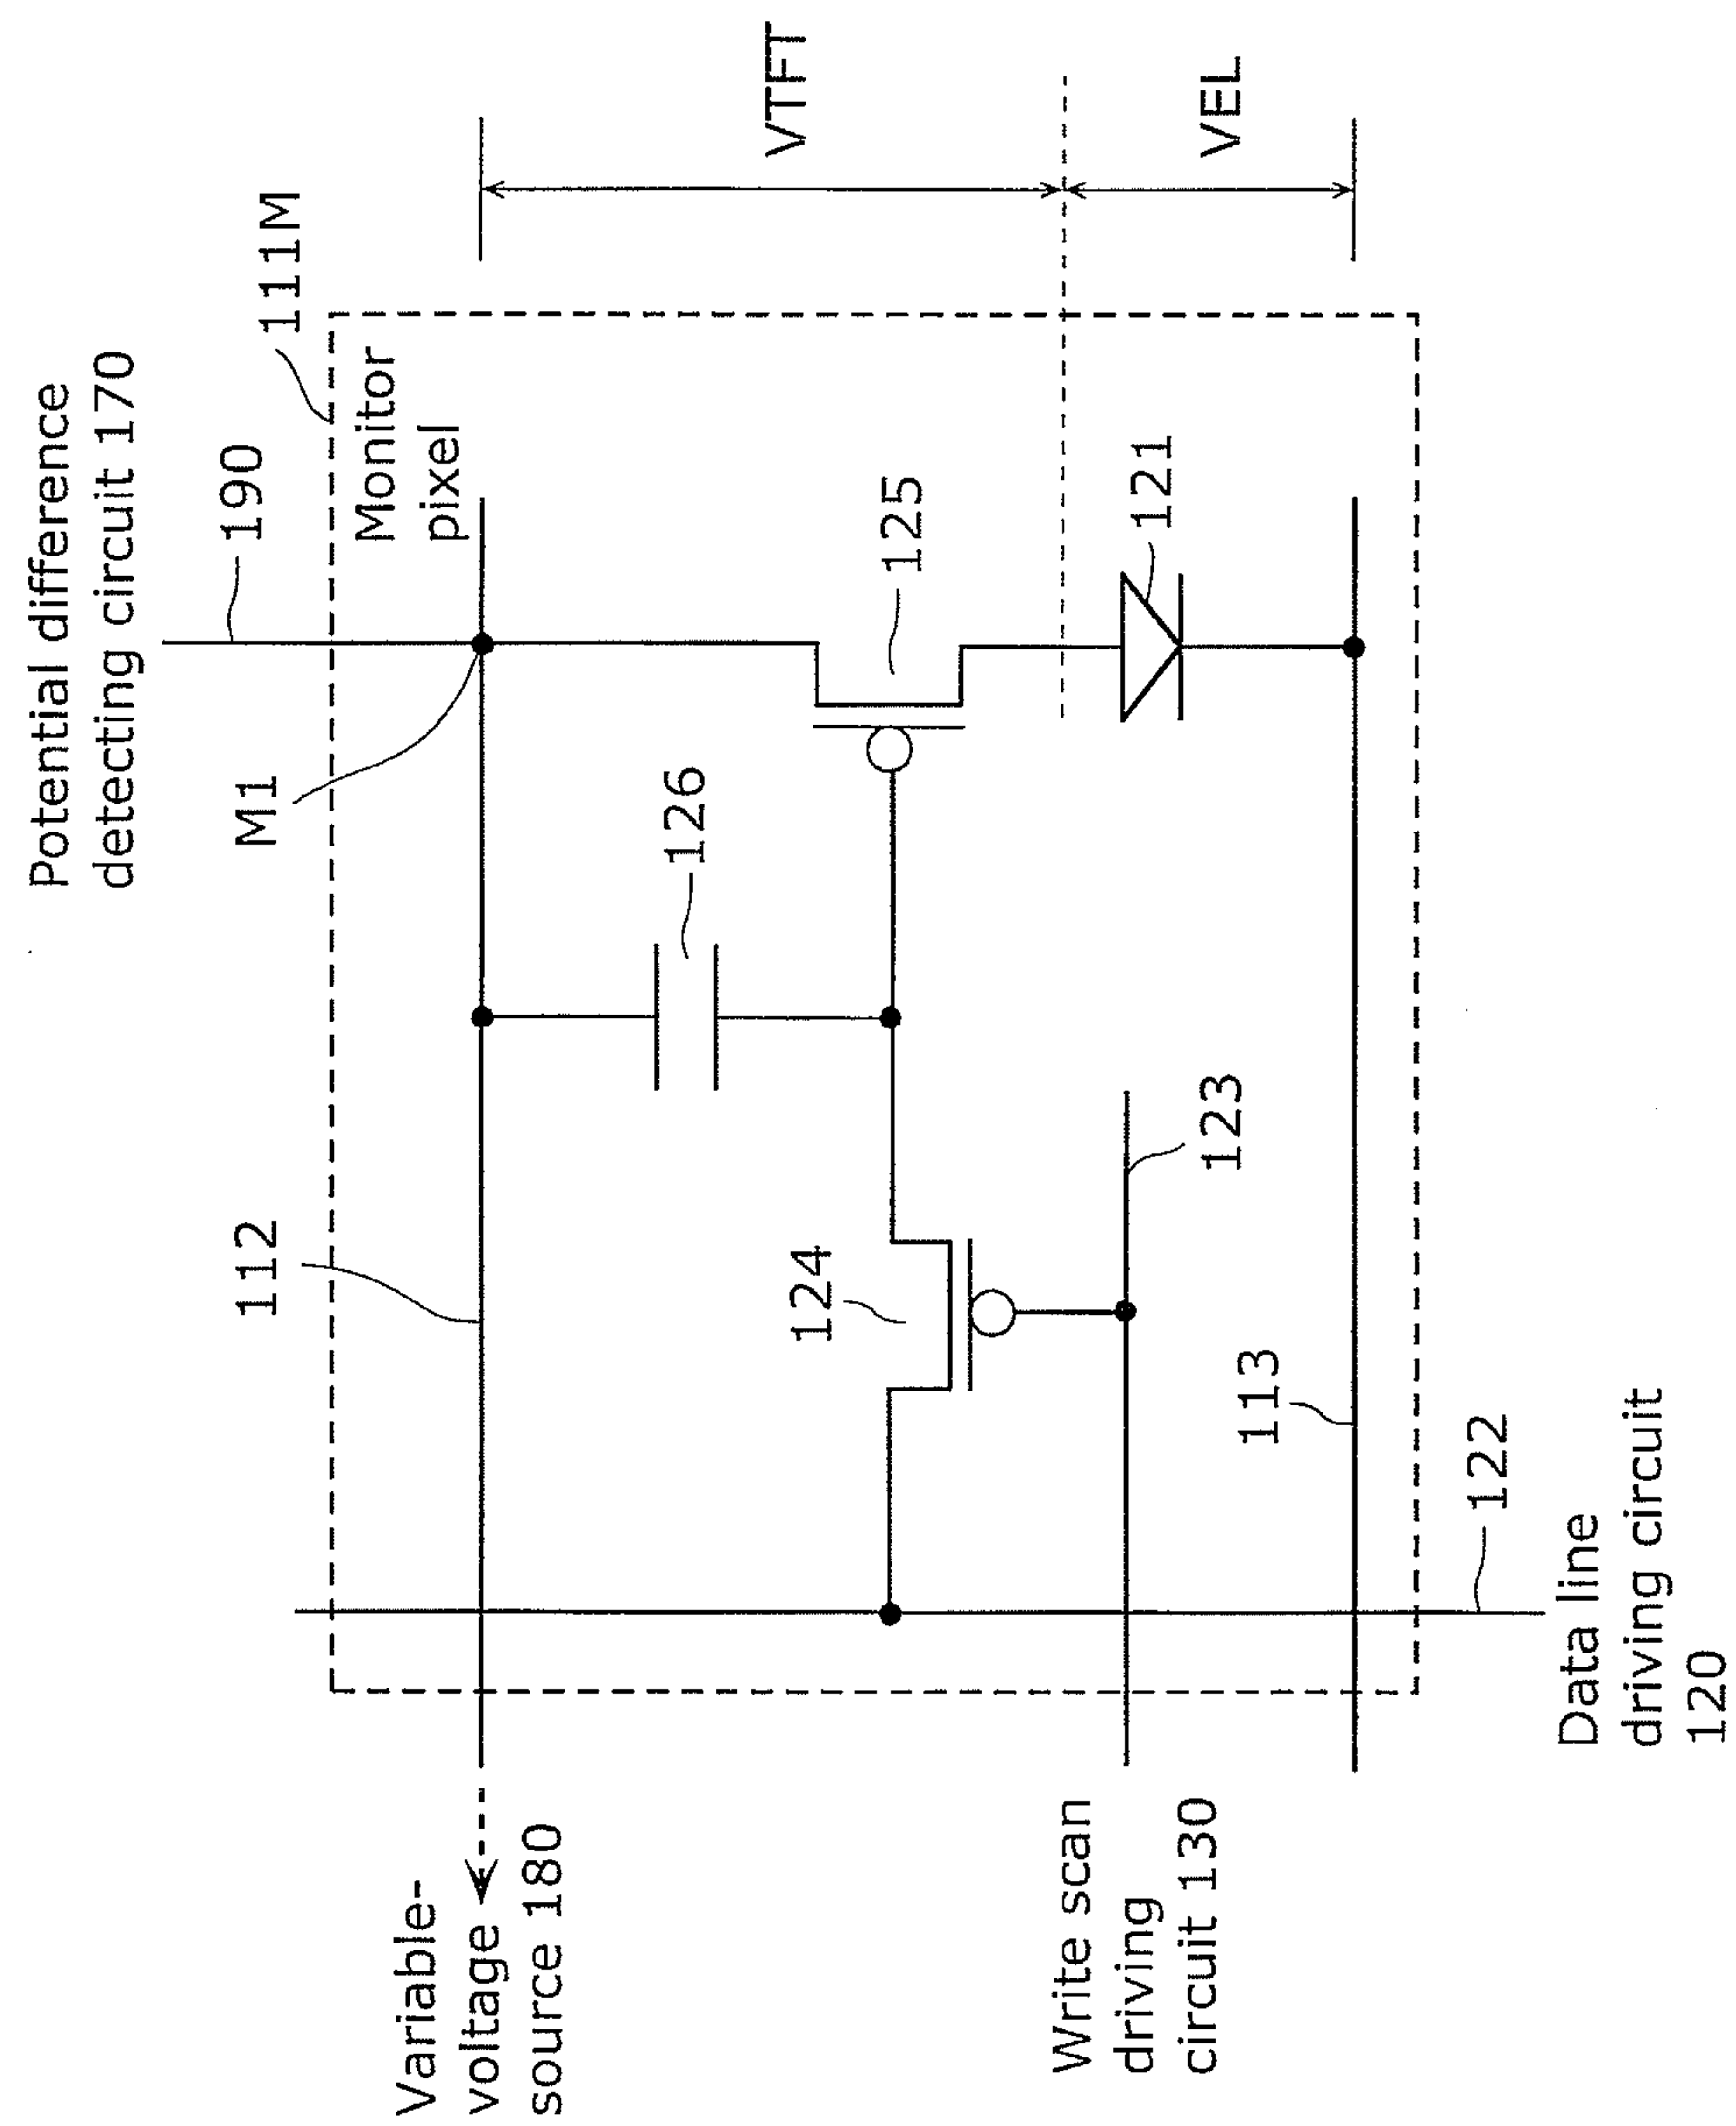 Potential difference
detecting circuit 170
190
111M
M1
Monitor
pixel
112
126
125
VTFT
124
121
VEL
123
113
122
Variable-
voltage
source 180
Write scan
driving
circuit 130
Data line
driving circuit
120